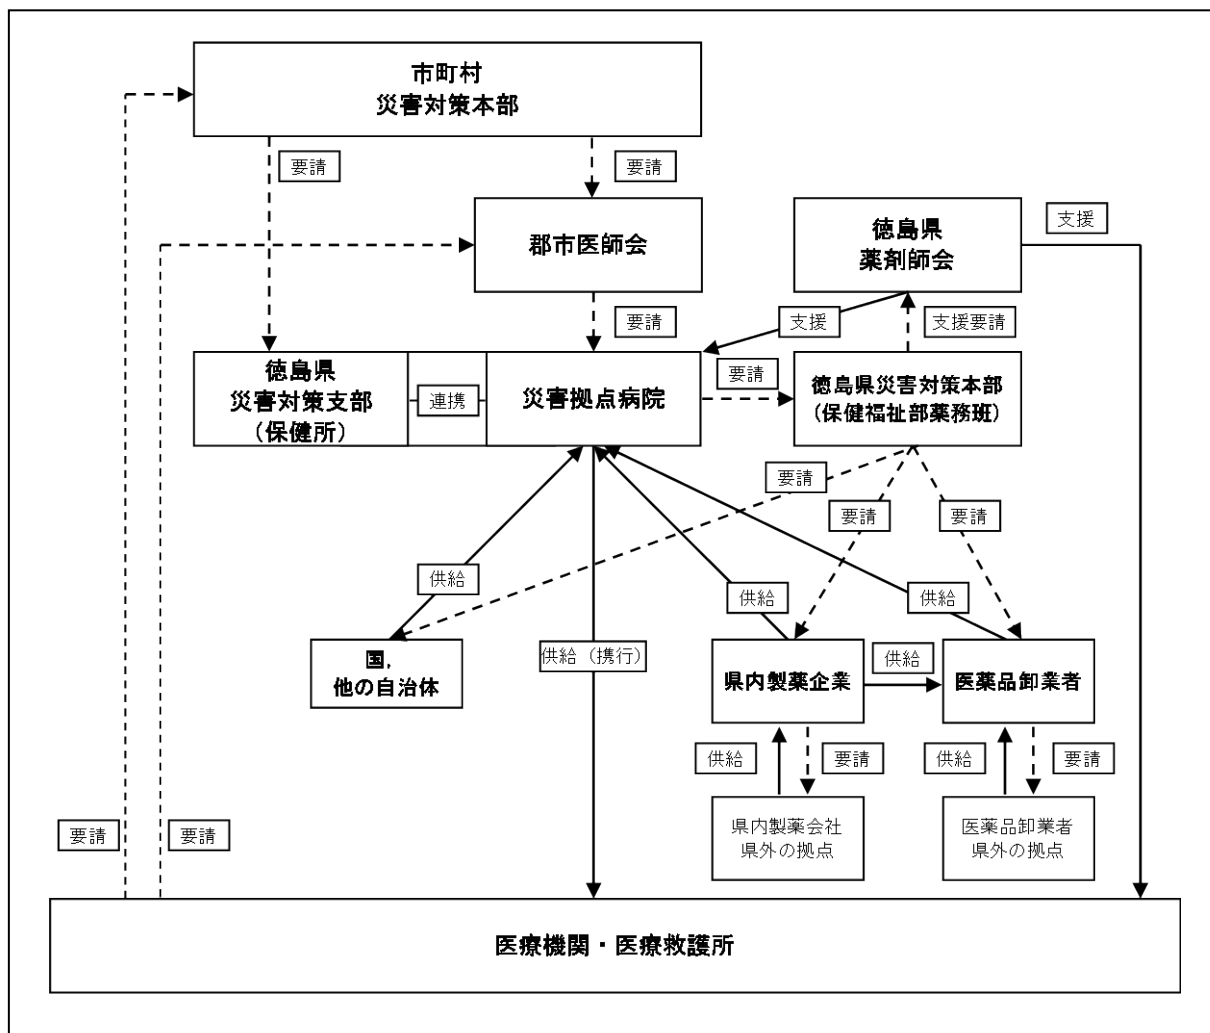 市町村
災害対策本部
要請
要請
郡市医師会
徳島県
薬剤師会
支援
要請
支援
支援要請
徳島県
災害対策支部
（保健所）
連携
災害拠点病院
要請
徳島県災害対策本部
（保健福祉部薬務班）
要請
要請
要請
供給
供給
供給
国，
他の自治体
供給（携行）
県内製薬企業
供給
医薬品卸業者
供給
要請
供給
要請
県内製薬会社
県外の拠点
医薬品卸業者
県外の拠点
要請
要請
医療機関・医療救護所